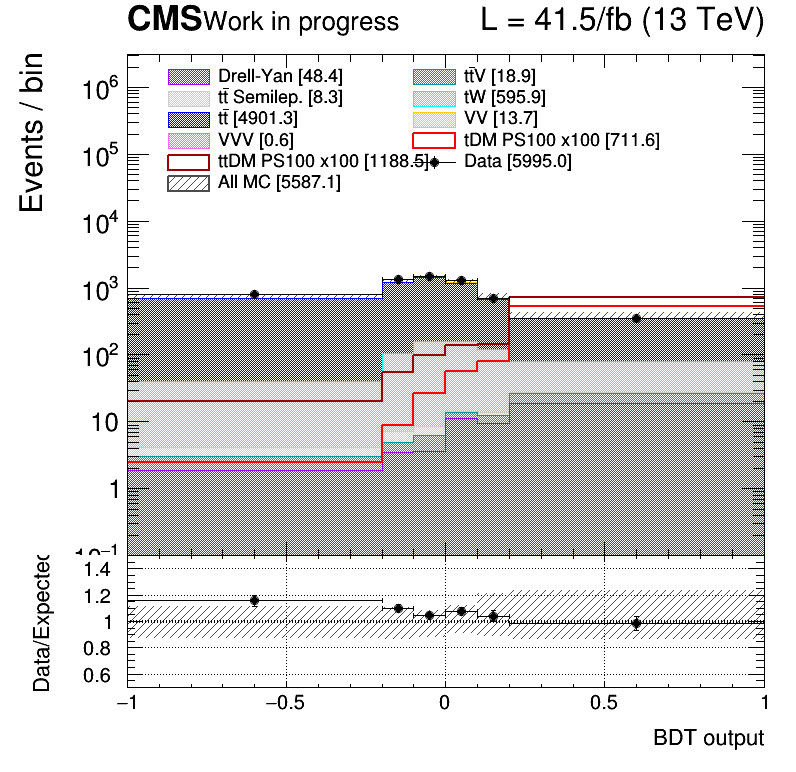 CMS Work in progress L = 41.5/fb (13 TeV)
Events / bin
Drell-Yan [48.4] tt̄V [18.9]
tt̄ Semilep. [8.3] tW [595.9]
tt̄ [4901.3] VV [13.7]
VVV [0.6] tDM PS100 x100 [711.6]
ttDM PS100 x100 [1188.5] Data [5995.0]
All MC [5587.1]
10⁶
10⁵
10⁴
10³
10²
10
1
10⁻¹
Data/Expected
1.4
1.2
1
0.8
0.6
−1 −0.5 0 0.5 1
BDT output